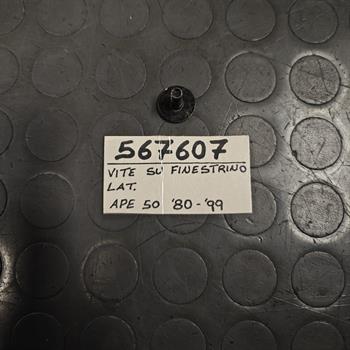 567607
VITE SU FINESTRINO
LAT.
APE 50 '80-'99